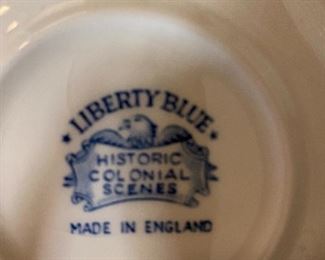 LIBERTY BLUE
HISTORIC
COLONIAL
SCENES
MADE IN ENGLAND